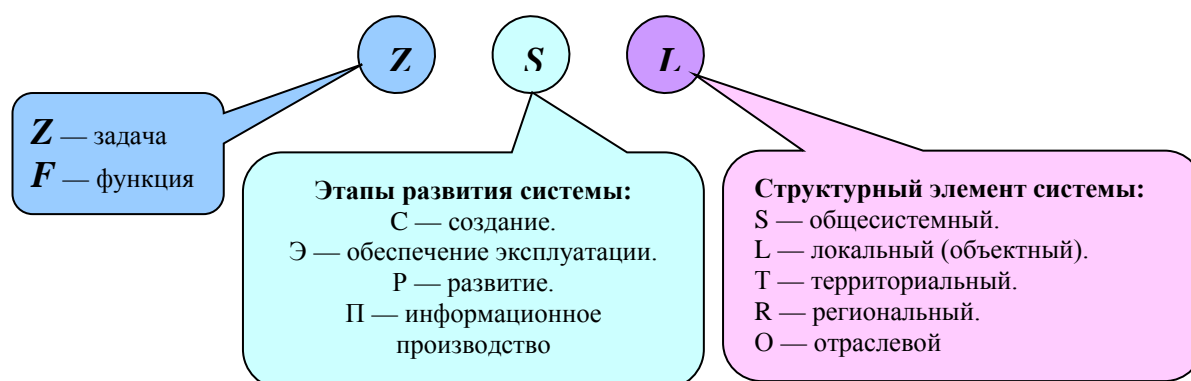 Z S L
Z — задача
F — функция
Этапы развития системы:
С — создание.
Э — обеспечение эксплуатации.
Р — развитие.
П — информационное
производство
Структурный элемент системы:
S — общесистемный.
L — локальный (объектный).
T — территориальный.
R — региональный.
O — отраслевой